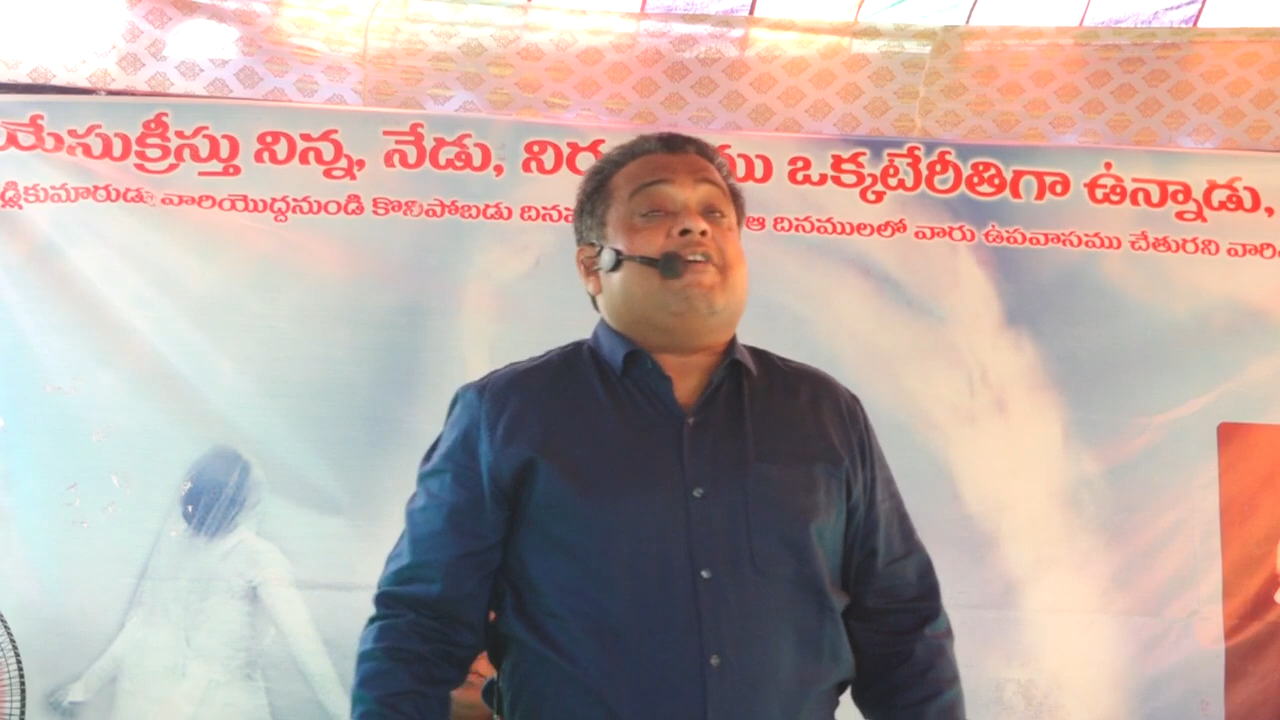 యేసుక్రీస్తు నిన్న, నేడు, ఒక్కటేరీతిగా ఉన్నాడు,
వారియొద్దనుండి కొనిపోబడు ఆ దినములలో వారు ఉపవాసము చేతురని